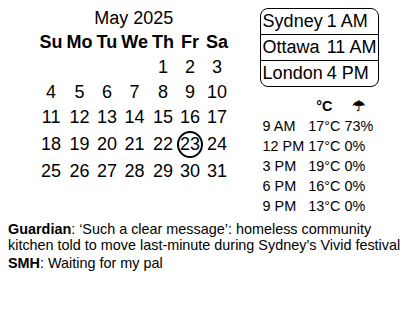 May 2025
Su Mo Tu We Th Fr Sa
1 2 3
4 5 6 7 8 9 10
11 12 13 14 15 16 17
18 19 20 21 22 23 24
25 26 27 28 29 30 31
Sydney 1 AM
Ottawa 11 AM
London 4 PM
°C ☂
9 AM 17°C 73%
12 PM 17°C 0%
3 PM 19°C 0%
6 PM 16°C 0%
9 PM 13°C 0%
Guardian: ‘Such a clear message’: homeless community
kitchen told to move last-minute during Sydney’s Vivid festival
SMH: Waiting for my pal